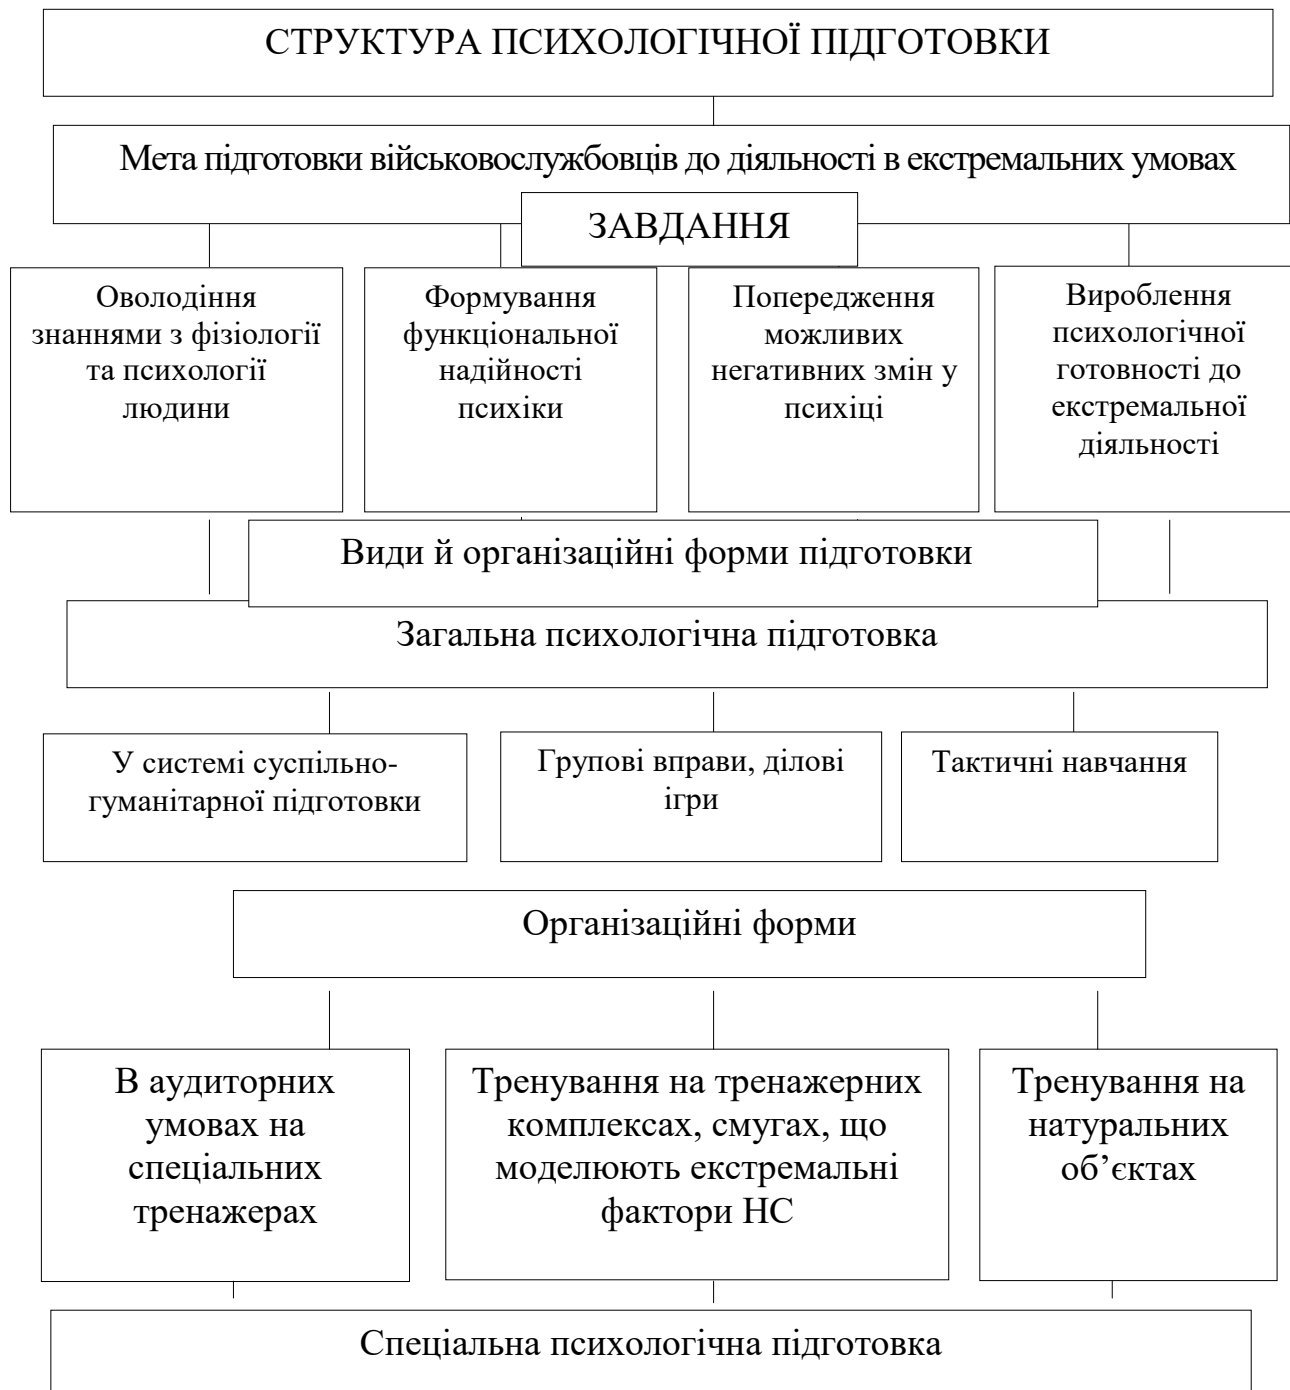 СТРУКТУРА ПСИХОЛОГІЧНОЇ ПІДГОТОВКИ
Мета підготовки військовослужбовців до діяльності в екстремальних умовах
ЗАВДАННЯ
Оволодіння
знаннями з фізіології
та психології
людини
Формування
функціональної
надійності
психіки
Попередження
можливих
негативних змін у
психіці
Вироблення
психологічної
готовності до
екстремальної
діяльності
Види й організаційні форми підготовки
Загальна психологічна підготовка
У системі суспільно-
гуманітарної підготовки
Групові вправи, ділові
ігри
Тактичні навчання
Організаційні форми
В аудиторних
умовах на
спеціальних
тренажерах
Тренування на тренажерних
комплексах, смугах, що
моделюють екстремальні
фактори НС
Тренування на
натуральних
об’єктах
Спеціальна психологічна підготовка